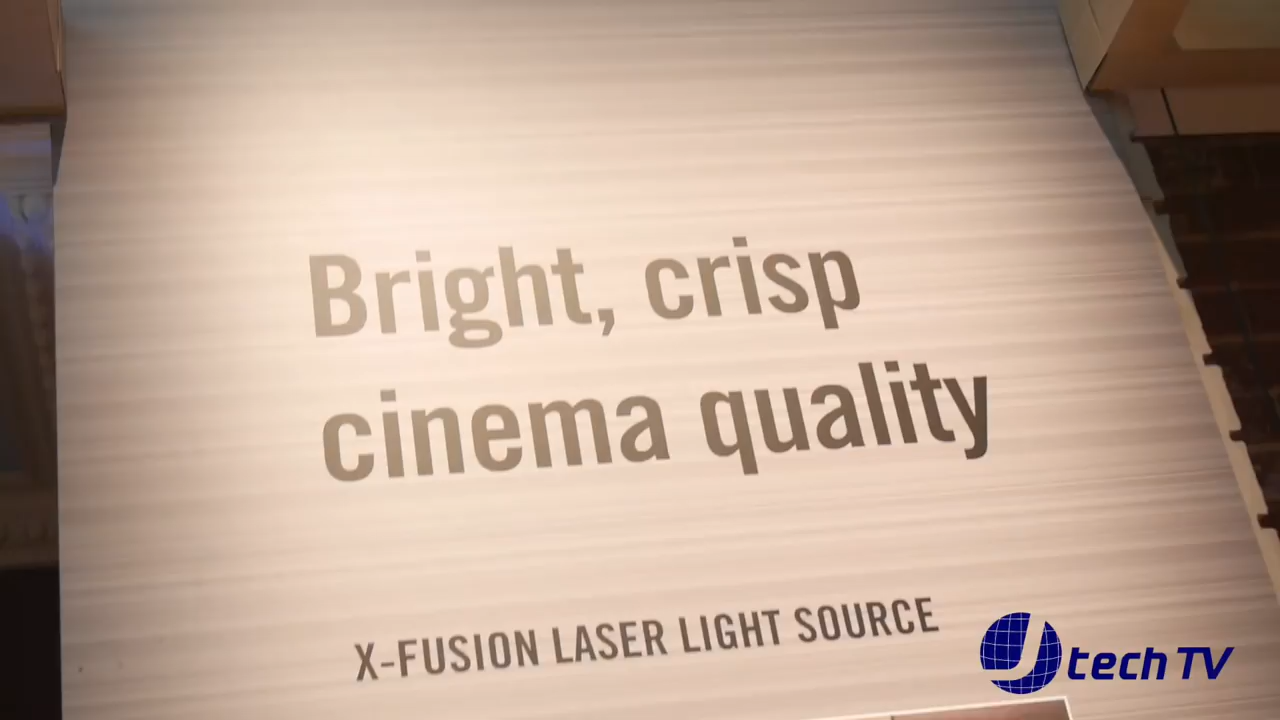 Bright, crisp
cinema quality
X-FUSION LASER LIGHT SOURCE
J tech TV